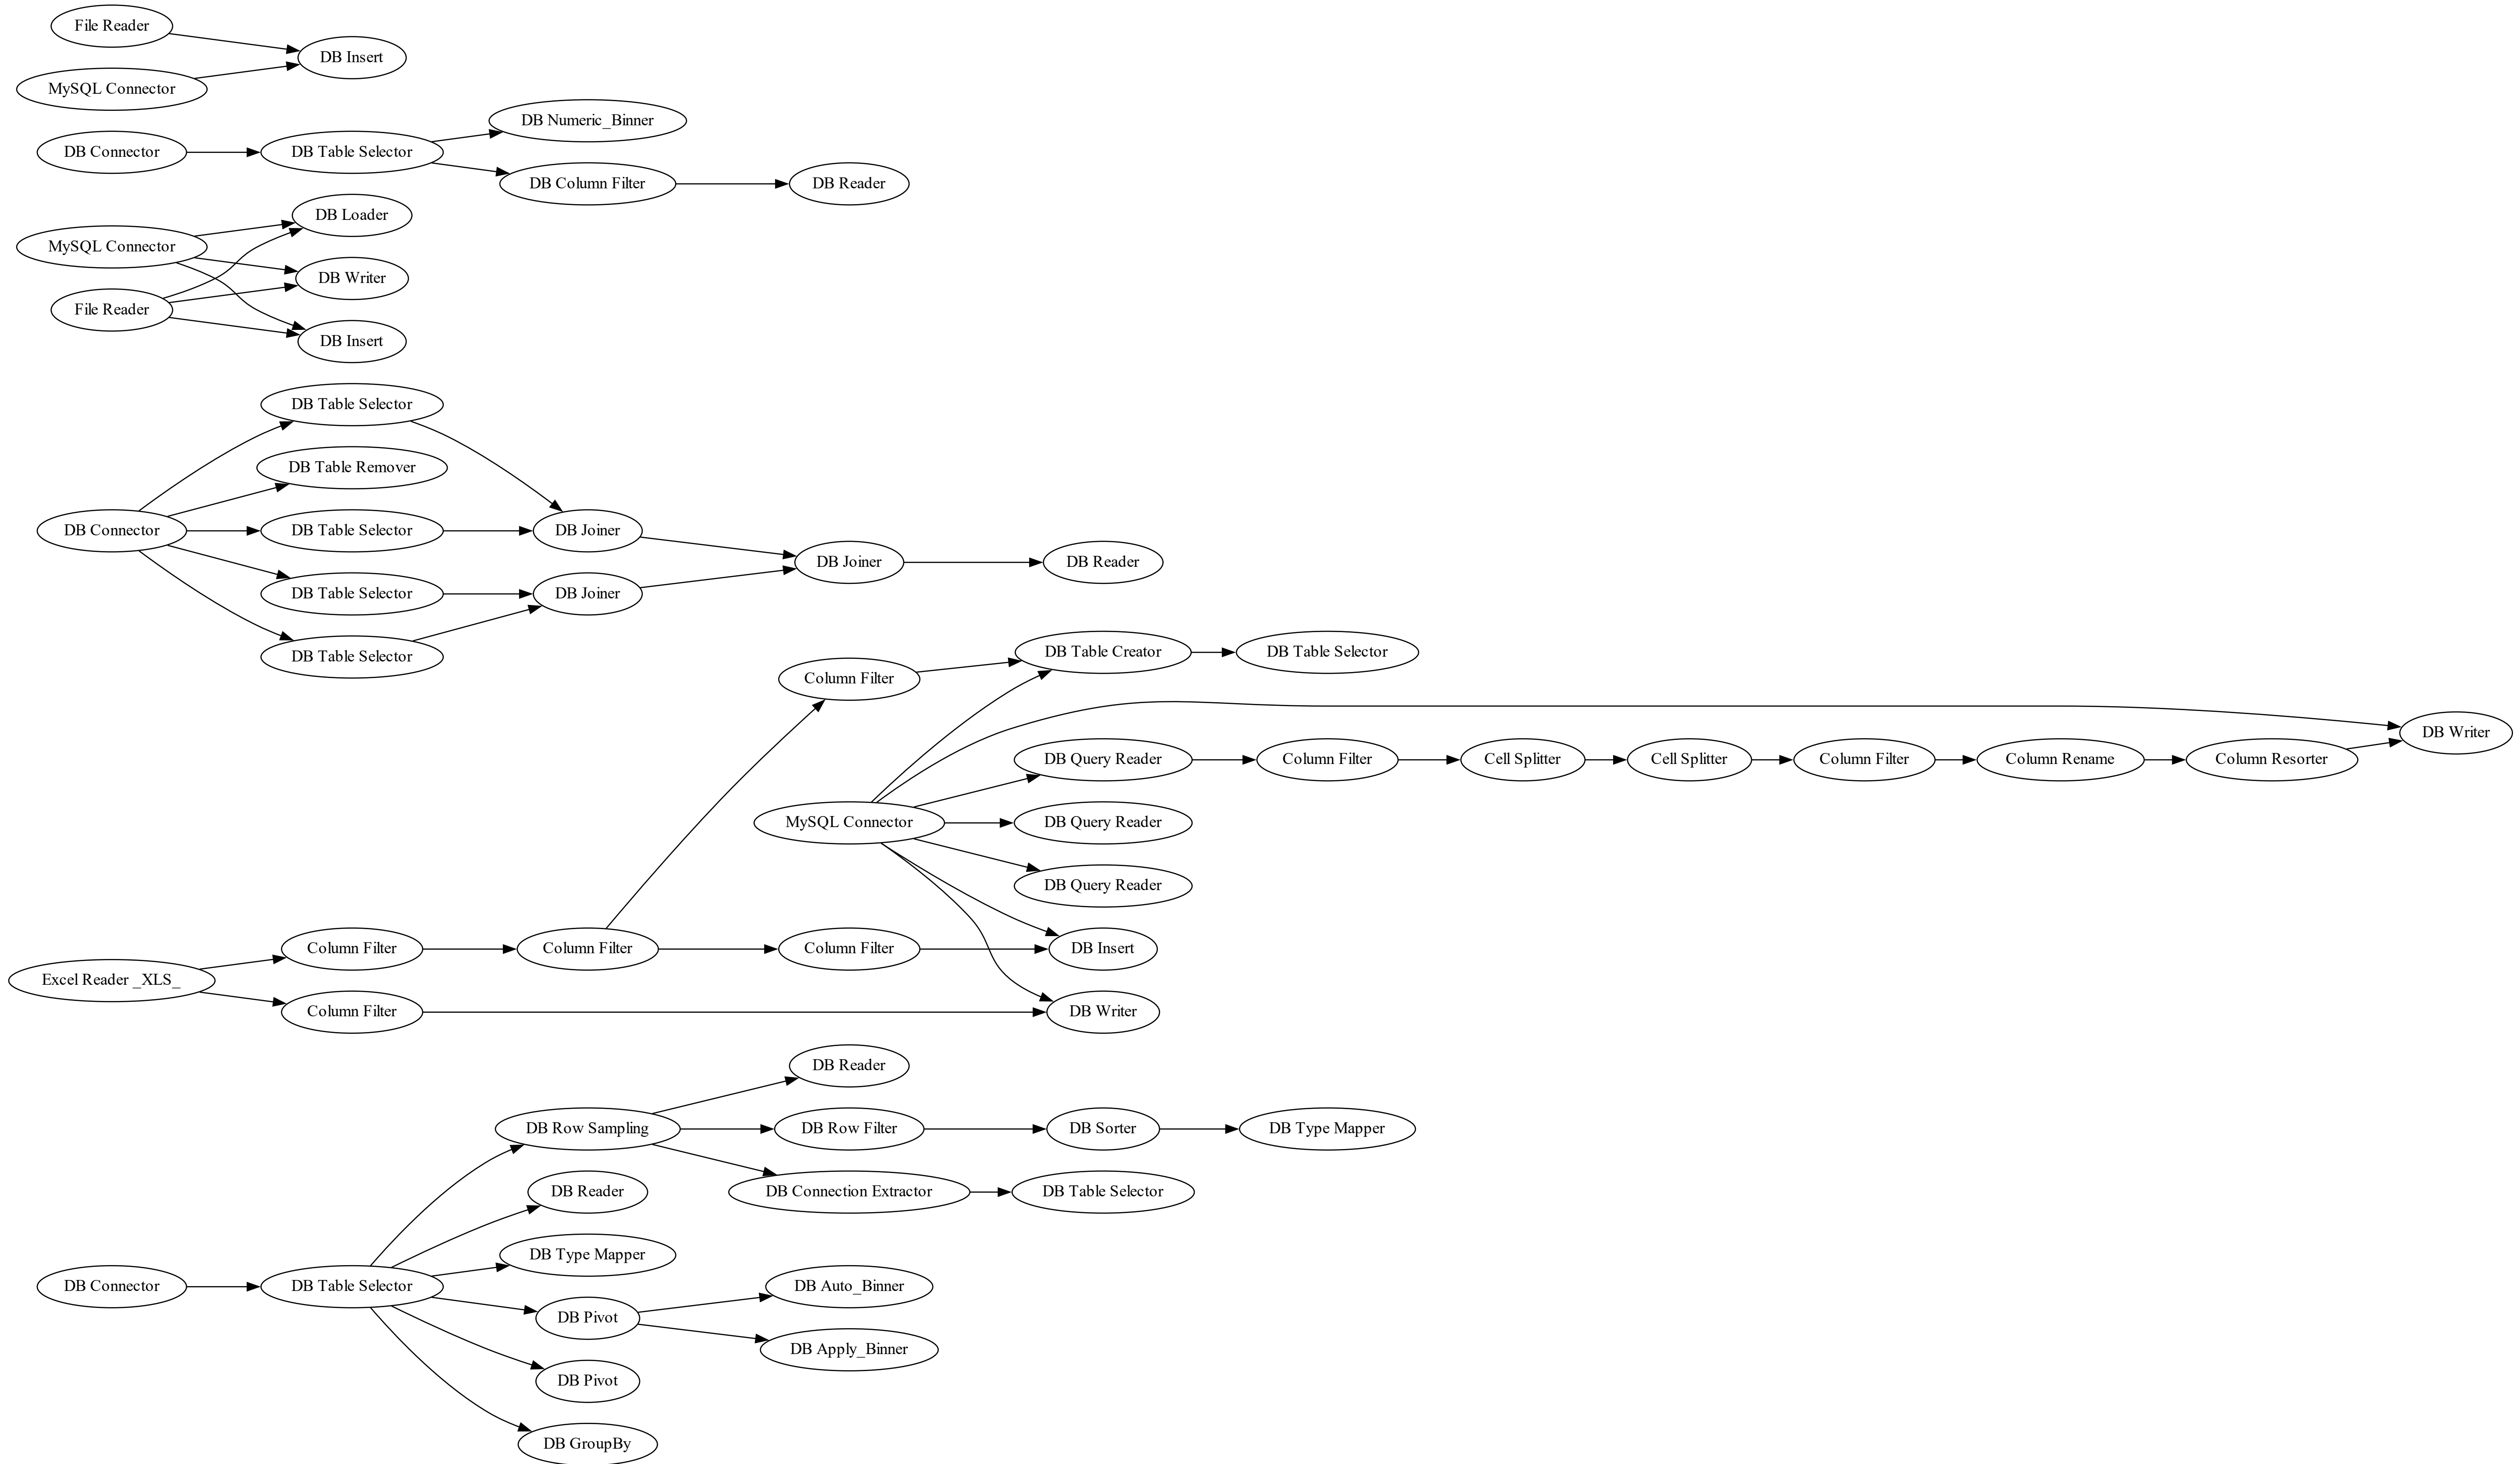 File Reader
DB Insert
MySQL Connector
DB Numeric_Binner
DB Connector
DB Table Selector
DB Column Filter
DB Reader
DB Loader
MySQL Connector
DB Writer
File Reader
DB Insert
DB Table Selector
DB Table Remover
DB Connector
DB Table Selector
DB Joiner
DB Joiner
DB Reader
DB Table Selector
DB Joiner
DB Table Selector
DB Table Creator
DB Table Selector
Column Filter
DB Writer
DB Query Reader
Column Filter
Cell Splitter
Cell Splitter
Column Filter
Column Rename
Column Resorter
MySQL Connector
DB Query Reader
DB Query Reader
Column Filter
Column Filter
Column Filter
DB Insert
Excel Reader _XLS_
Column Filter
DB Writer
DB Reader
DB Row Sampling
DB Row Filter
DB Sorter
DB Type Mapper
DB Reader
DB Connection Extractor
DB Table Selector
DB Type Mapper
DB Connector
DB Table Selector
DB Auto_Binner
DB Pivot
DB Apply_Binner
DB Pivot
DB GroupBy